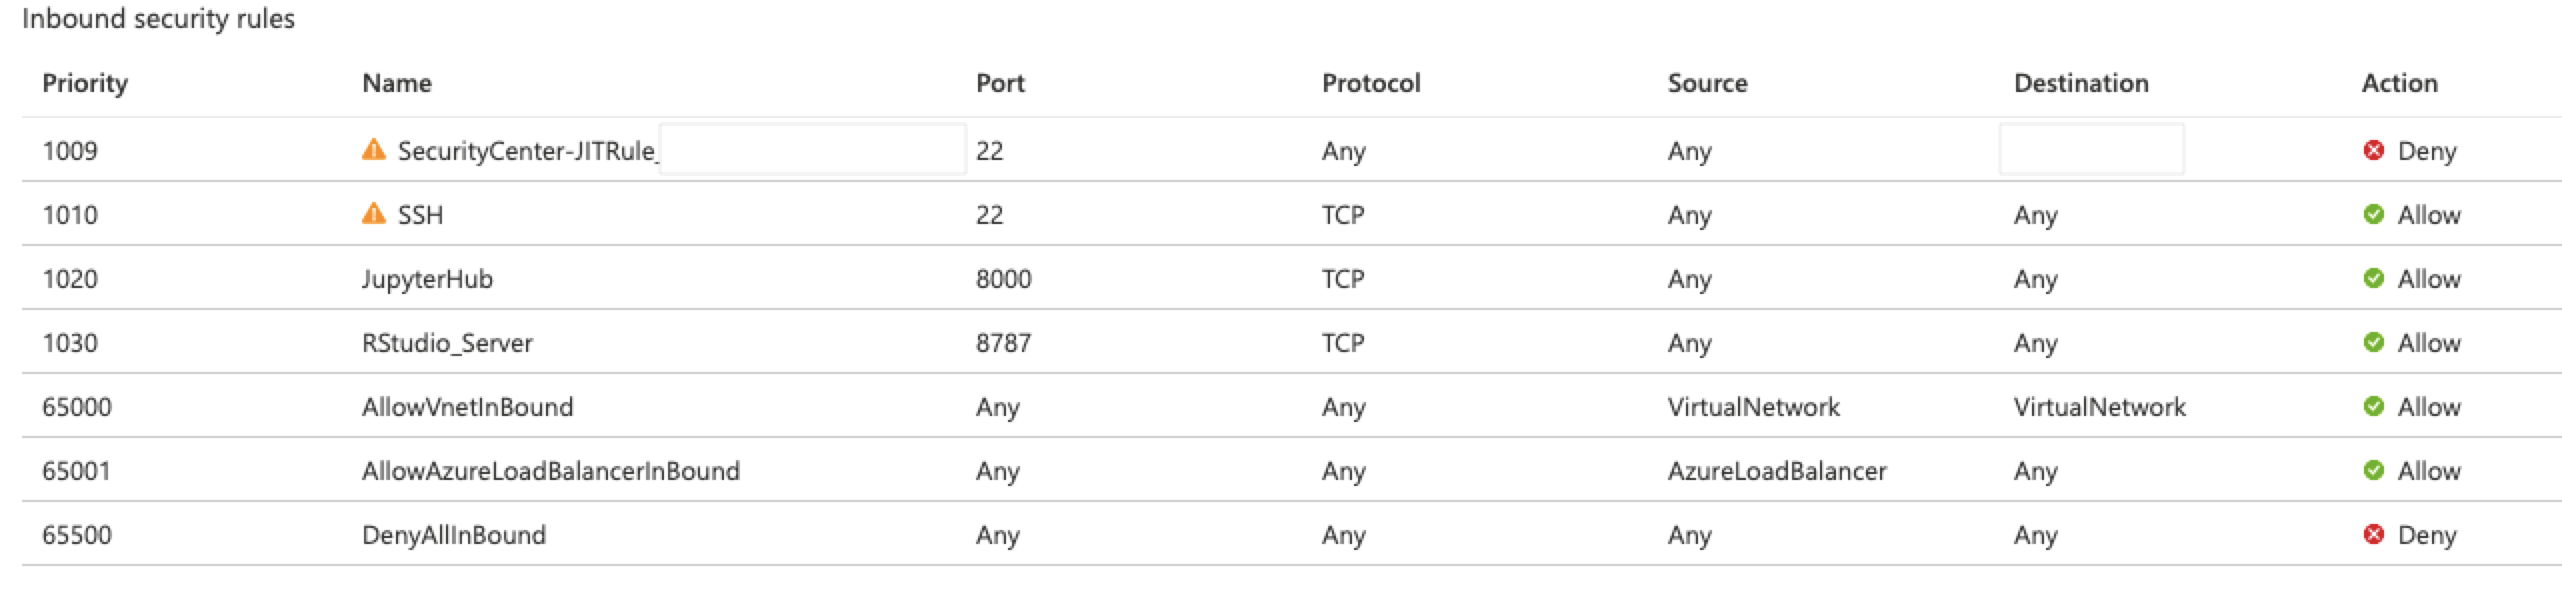 Inbound security rules
Priority Name Port Protocol Source Destination Action
1009 SecurityCenter-JITRule_ 22 Any Any Deny
1010 SSH 22 TCP Any Any Allow
1020 JupyterHub 8000 TCP Any Any Allow
1030 RStudio_Server 8787 TCP Any Any Allow
65000 AllowVnetInBound Any Any VirtualNetwork VirtualNetwork Allow
65001 AllowAzureLoadBalancerInBound Any Any AzureLoadBalancer Any Allow
65500 DenyAllInBound Any Any Any Any Deny